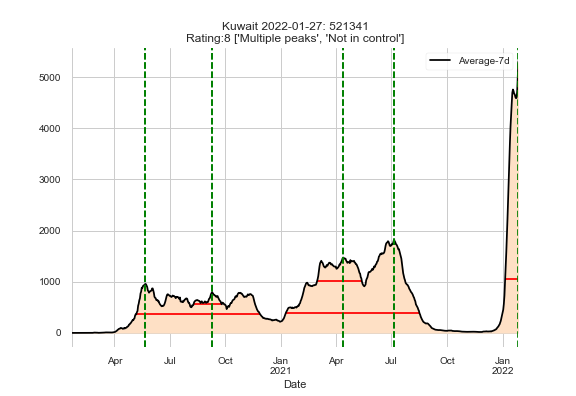 Kuwait 2022-01-27: 521341
Rating:8 ['Multiple peaks', 'Not in control']
Average-7d
5000
4000
3000
2000
1000
0
Apr Jul Oct Jan Apr Jul Oct Jan
2021 2022
Date